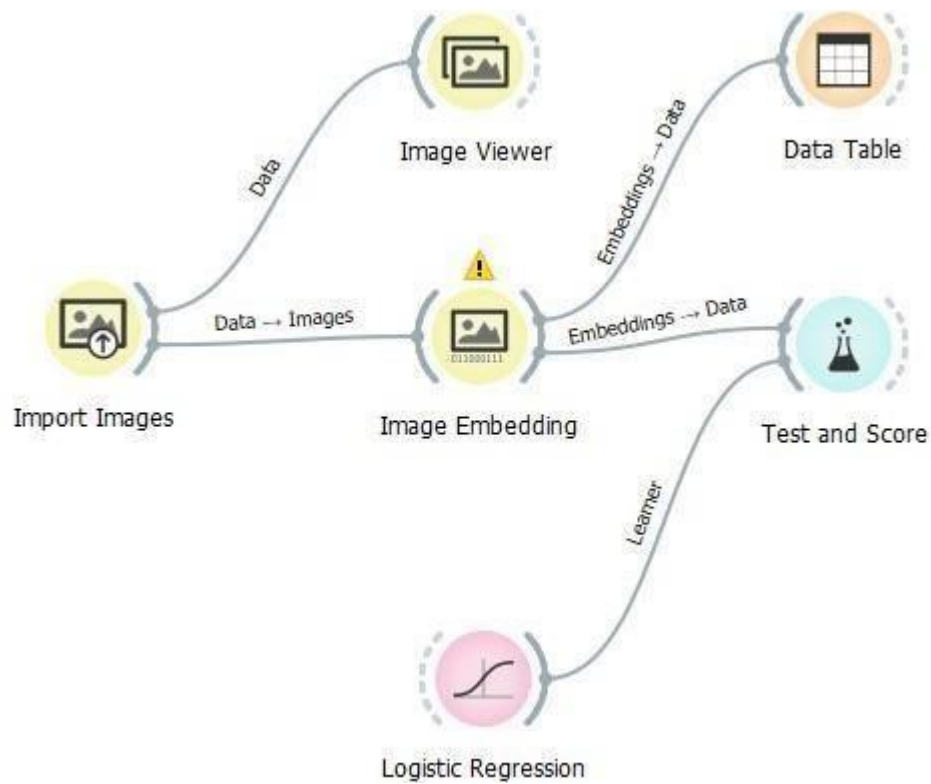 Image Viewer
Data Table
Data
Embeddings → Data
Data → Images
011000111
Embeddings → Data
Import Images
Image Embedding
Test and Score
Learner
Logistic Regression